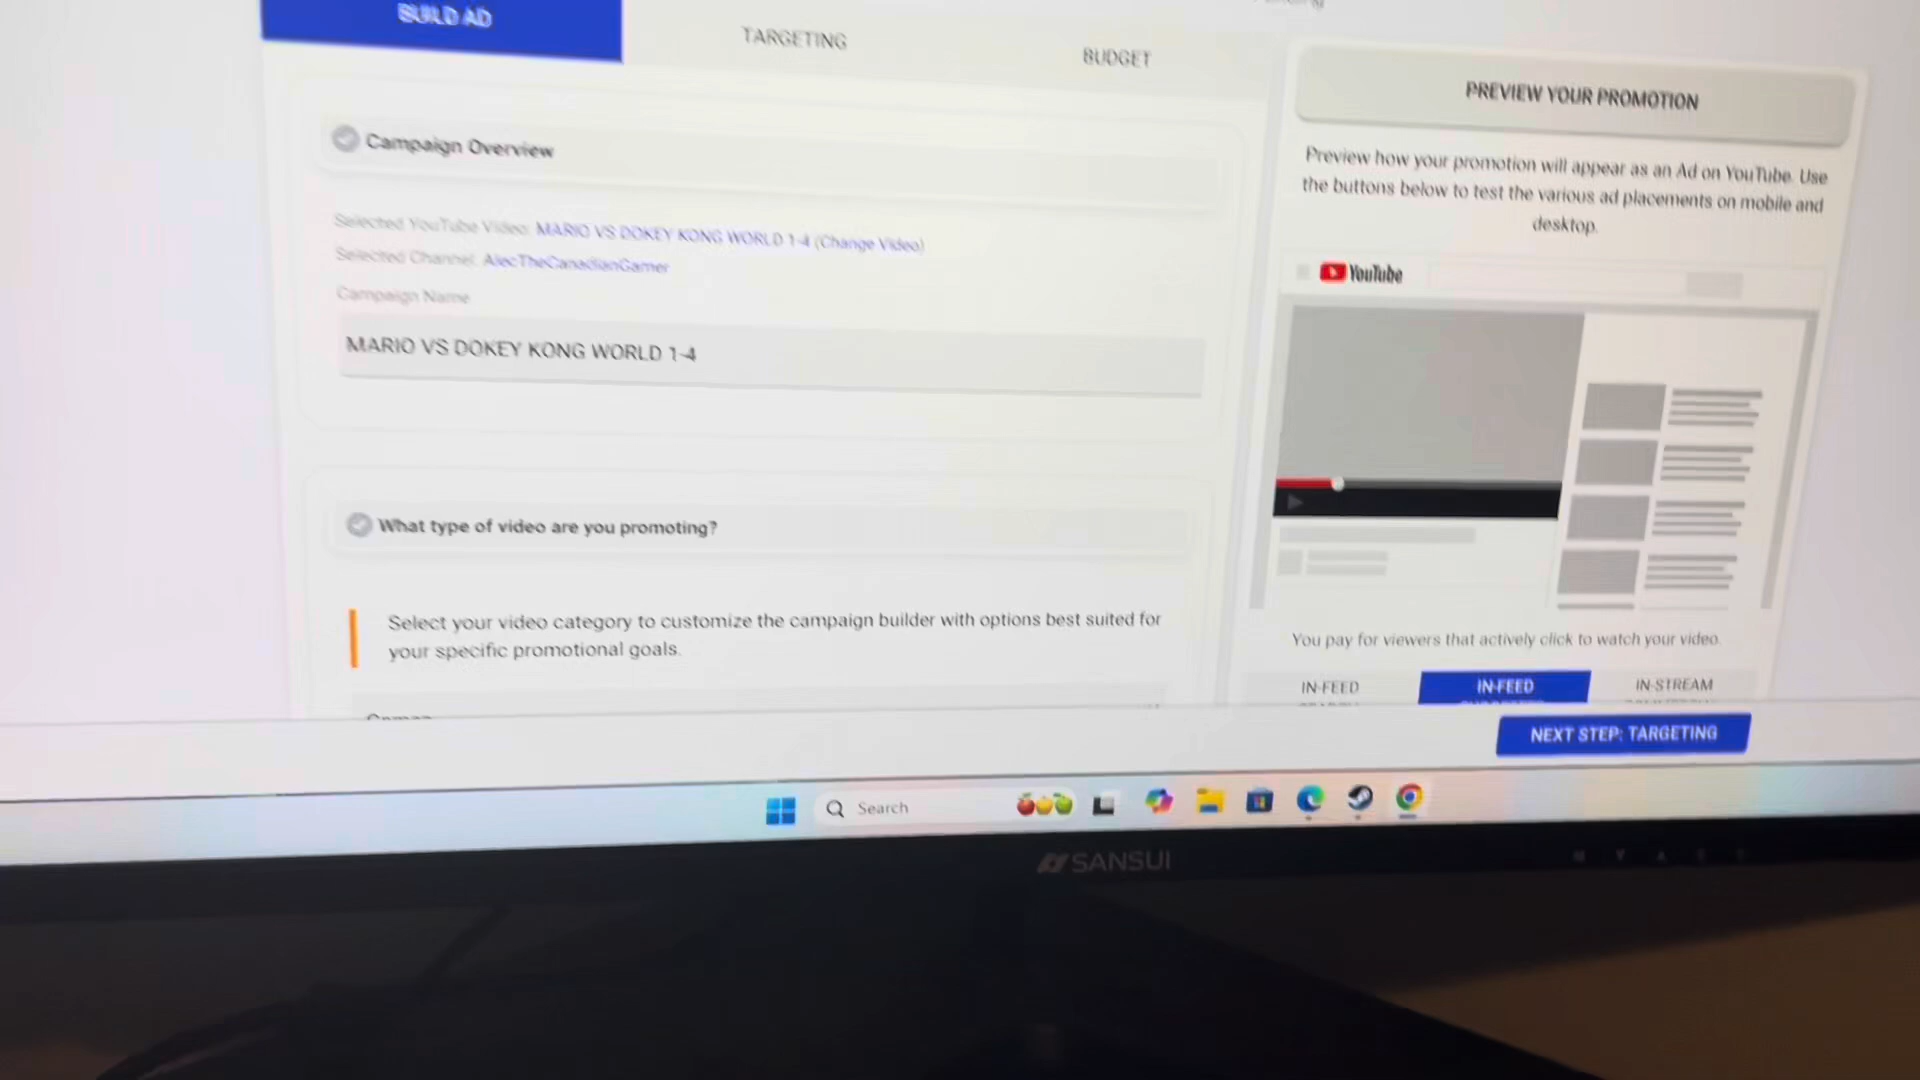 BUILD AD
TARGETING
BUDGET
Campaign Overview
Selected YouTube Video: MARIO VS DOKEY KONG WORLD 1-4 (Change Video)
Selected Channel: AlecTheCanadianGamer
Campaign Name
MARIO VS DOKEY KONG WORLD 1-4
What type of video are you promoting?
Select your video category to customize the campaign builder with options best suited for
your specific promotional goals.
PREVIEW YOUR PROMOTION
Preview how your promotion will appear as an Ad on YouTube. Use
the buttons below to test the various ad placements on mobile and
desktop.
YouTube
You pay for viewers that actively click to watch your video.
IN-FEED
IN-FEED
IN-STREAM
NEXT STEP: TARGETING
Search
SANSUI